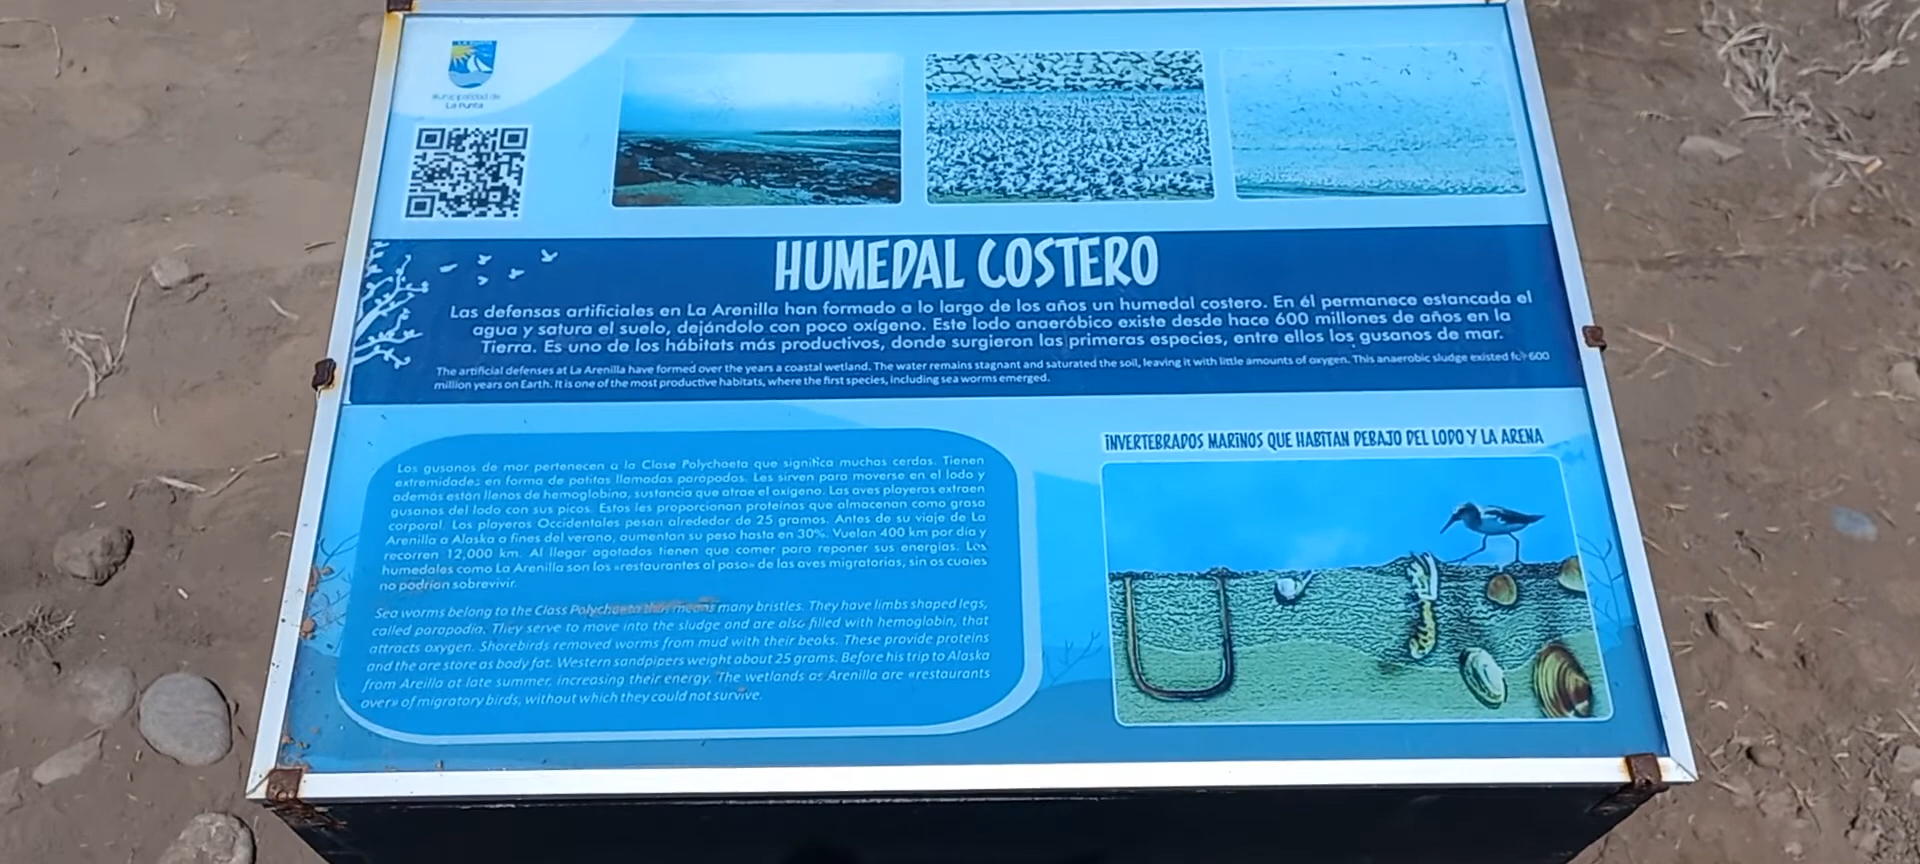 LA PUNTA
Municipalidad de
La Punta
HUMEDAL COSTERO
Las defensas artificiales en La Arenilla han formado a lo largo de los años un humedal costero. En él permanece estancada el
agua y satura el suelo, dejándolo con poco oxígeno. Este lodo anaeróbico existe desde hace 600 millones de años en la
Tierra. Es uno de los hábitats más productivos, donde surgieron las primeras especies, entre ellos los gusanos de mar.
The artificial defenses at La Arenilla have formed over the years a coastal wetland. The water remains stagnant and saturated the soil, leaving it with little amounts of oxygen. This anaerobic sludge existed for 600
million years on Earth. It is one of the most productive habitats, where the first species, including sea worms emerged.
Los gusanos de mar pertenecen a la Clase Polychaeta que significa muchas cerdas. Tienen
extremidades en forma de patitas llamadas parápodas. Les sirven para moverse en el lodo y
además están llenos de hemoglobina, sustancia que atrae el oxígeno. Las aves playeras extraen
gusanos del lodo con sus picos. Estos les proporcionan proteínas que almacenan como grasa
corporal. Los playeros Occidentales pesan alrededor de 25 gramos. Antes de su viaje de La
Arenilla a Alaska a fines del verano, aumentan su peso hasta en 30%. Vuelan 400 km por día y
recorren 12,000 km. Al llegar agotados tienen que comer para reponer sus energías. Los
humedales como La Arenilla son los «restaurantes al paso» de las aves migratorias, sin os cuales
no podrían sobrevivir.
Sea worms belong to the Class Polychaeta that means many bristles. They have limbs shaped legs,
called parapodia. They serve to move into the sludge and are also filled with hemoglobin, that
attracts oxygen. Shorebirds removed worms from mud with their beaks. These provide proteins
and the are store as body fat. Western sandpipers weight about 25 grams. Before his trip to Alaska
from Areilla at late summer, increasing their energy. The wetlands as Arenilla are «restaurants
over» of migratory birds, without which they could not survive.
INVERTEBRADOS MARINOS QUE HABITAN DEBAJO DEL LODO Y LA ARENA